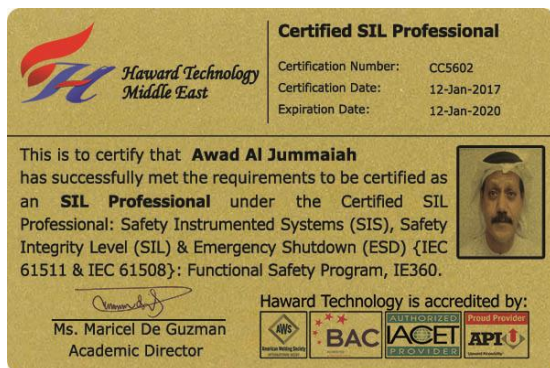 Haward Technology
Middle East
Certified SIL Professional
Certification Number: CC5602
Certification Date: 12-Jan-2017
Expiration Date: 12-Jan-2020
This is to certify that Awad Al Jummaiah
has successfully met the requirements to be certified as
an SIL Professional under the Certified SIL
Professional: Safety Instrumented Systems (SIS), Safety
Integrity Level (SIL) & Emergency Shutdown (ESD) {IEC
61511 & IEC 61508}: Functional Safety Program, IE360.
Ms. Maricel De Guzman
Academic Director
Haward Technology is accredited by:
AWS
American Welding Society
BAC
AUTHORIZED
IACET
PROVIDER
Proud Provider
API U